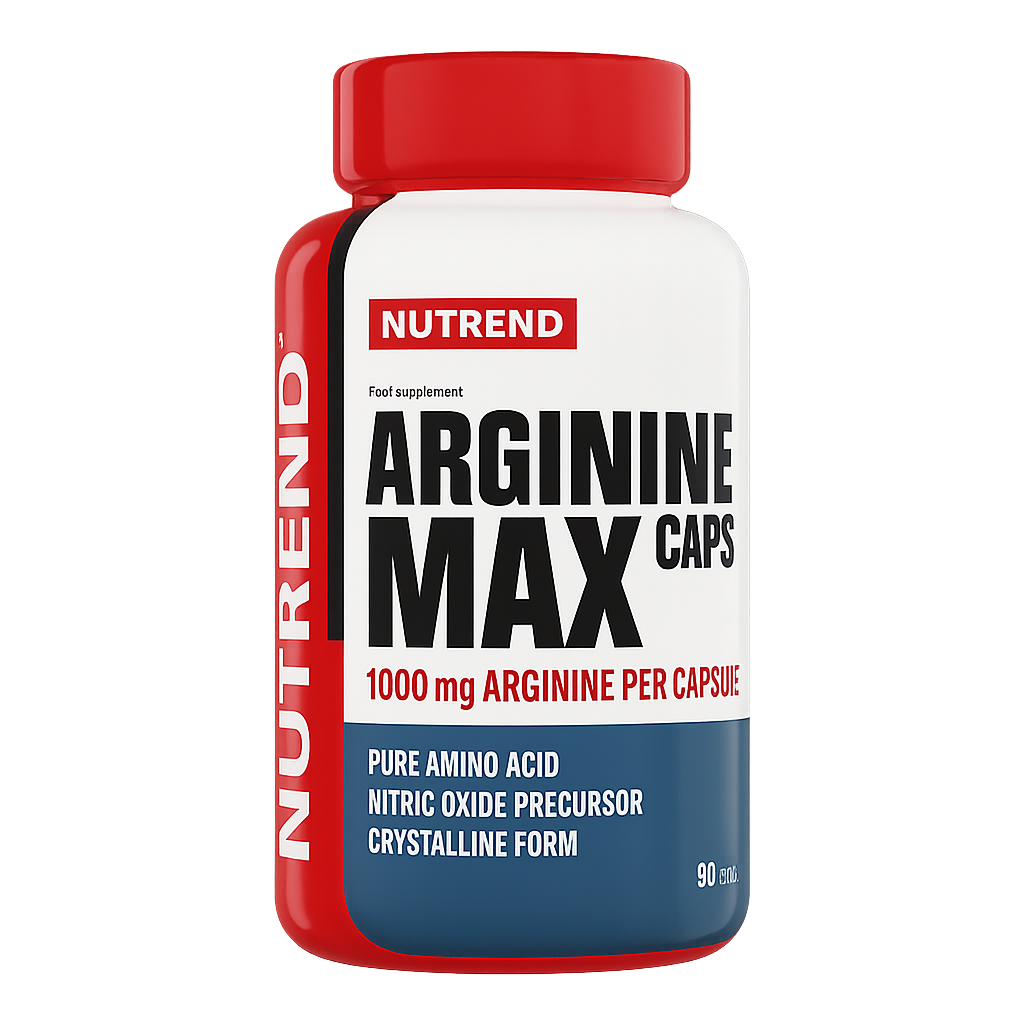 NUTREND
Foof supplement
ARGININE
MAX CAPS
1000 mg ARGININE PER CAPSUIE
PURE AMINO ACID
NITRIC OXIDE PRECURSOR
CRYSTALLINE FORM
90
NUTREND